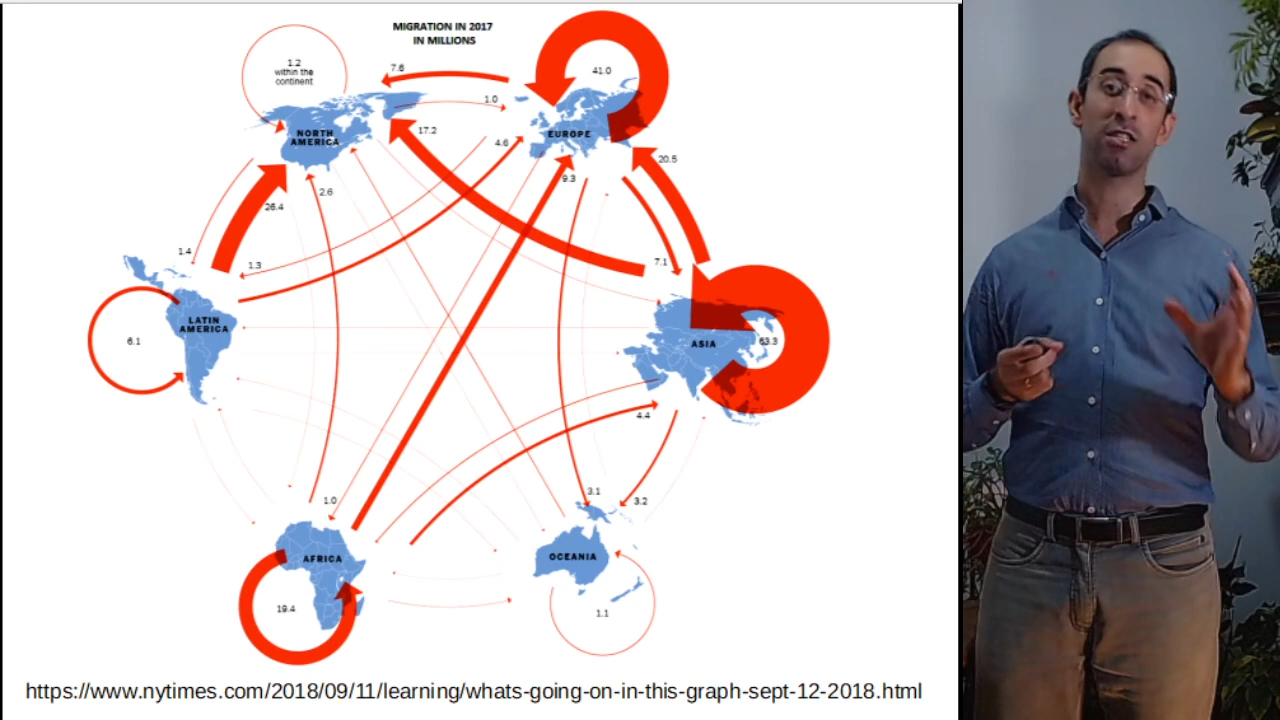 MIGRATION IN 2017
IN MILLIONS
1.2
within the
continent
7.6
41.0
1.0
NORTH
AMERICA
17.2
EUROPE
4.6
20.5
9.3
2.6
26.4
1.4
1.3
7.1
LATIN
AMERICA
6.1
ASIA
63.3
4.4
1.0
3.1
3.2
AFRICA
OCEANIA
19.4
1.1
https://www.nytimes.com/2018/09/11/learning/whats-going-on-in-this-graph-sept-12-2018.html